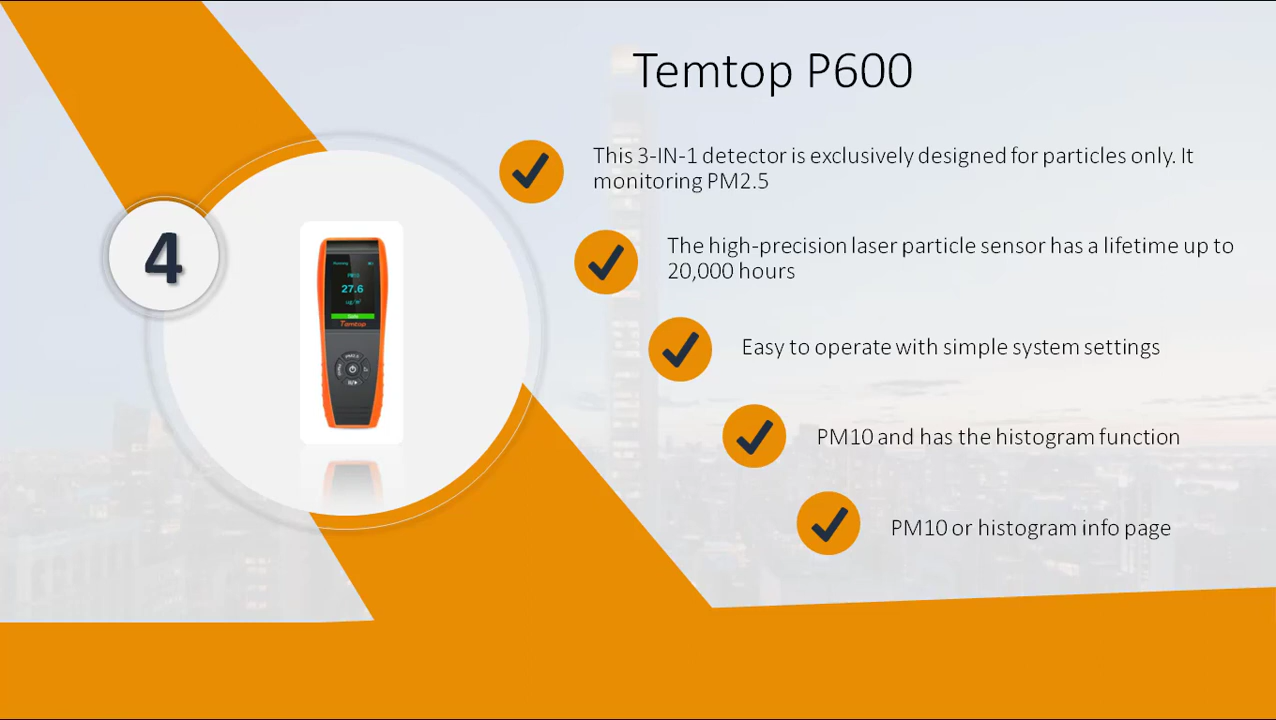 Temtop P600
This 3-IN-1 detector is exclusively designed for particles only. It
monitoring PM2.5
4
The high-precision laser particle sensor has a lifetime up to
20,000 hours
27.6
Temtop
Easy to operate with simple system settings
PM10 and has the histogram function
PM10 or histogram info page